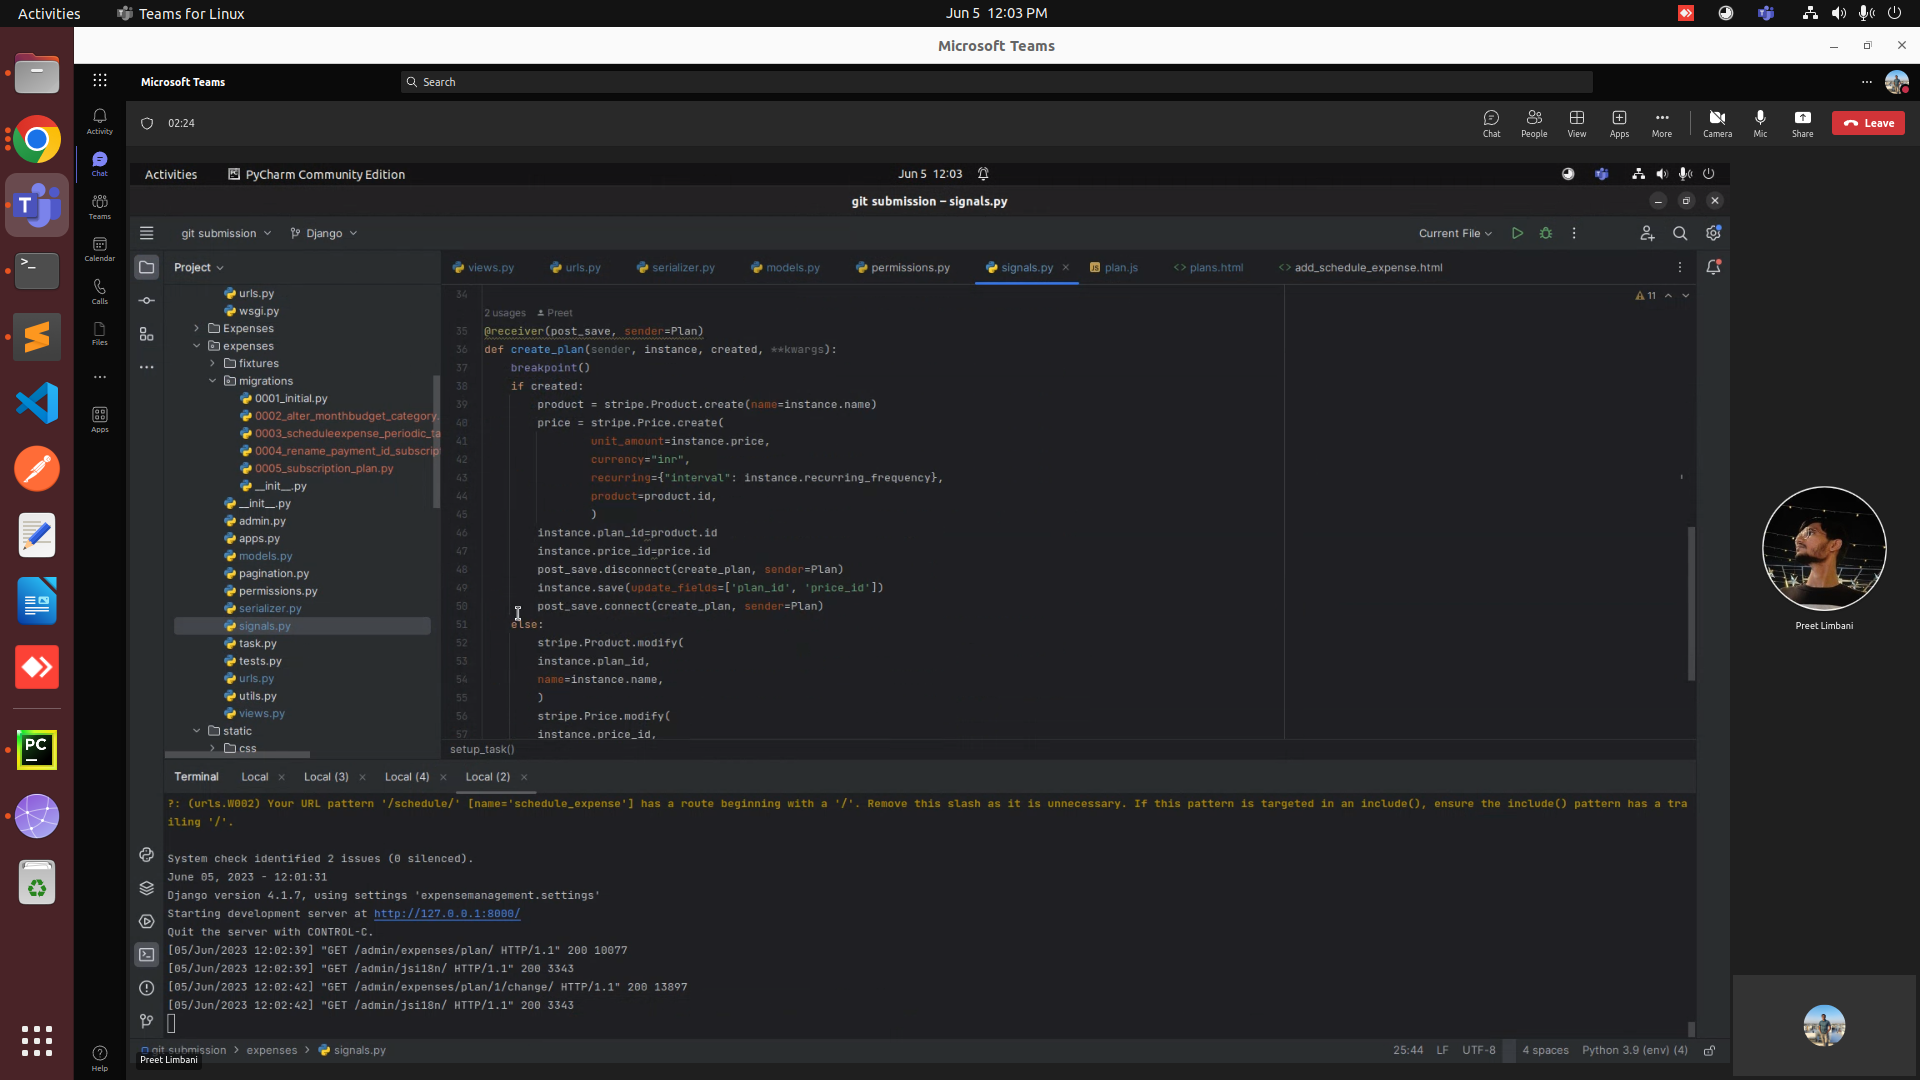 Activities
Teams for Linux
Jun 5 12:03 PM
Microsoft Teams
Microsoft Teams
Search
Activity
Chat
Teams
Calendar
Calls
Files
Apps
Help
02:24
Chat
People
View
Apps
More
Camera
Mic
Share
Leave
Activities
PyCharm Community Edition
Jun 5 12:03
git submission – signals.py
git submission
Django
Current File
Project
views.py
urls.py
serializer.py
models.py
permissions.py
signals.py
plan.js
plans.html
add_schedule_expense.html
urls.py
wsgi.py
Expenses
expenses
fixtures
migrations
0001_initial.py
0002_alter_monthbudget_category.
0003_scheduleexpense_periodic_ta
0004_rename_payment_id_subscrip
0005_subscription_plan.py
__init__.py
__init__.py
admin.py
apps.py
models.py
pagination.py
permissions.py
serializer.py
signals.py
task.py
tests.py
urls.py
utils.py
views.py
static
css
11
34
2 usages Preet
35 @receiver(post_save, sender=Plan)
36 def create_plan(sender, instance, created, **kwargs):
37 breakpoint()
38 if created:
39 product = stripe.Product.create(name=instance.name)
40 price = stripe.Price.create(
41 unit_amount=instance.price,
42 currency="inr",
43 recurring={"interval": instance.recurring_frequency},
44 product=product.id,
45 )
46 instance.plan_id=product.id
47 instance.price_id=price.id
48 post_save.disconnect(create_plan, sender=Plan)
49 instance.save(update_fields=['plan_id', 'price_id'])
50 post_save.connect(create_plan, sender=Plan)
51 else:
52 stripe.Product.modify(
53 instance.plan_id,
54 name=instance.name,
55 )
56 stripe.Price.modify(
57 instance.price_id,
setup_task()
Preet Limbani
Terminal
Local
Local (3)
Local (4)
Local (2)
?: (urls.W002) Your URL pattern '/schedule/' [name='schedule_expense'] has a route beginning with a '/'. Remove this slash as it is unnecessary. If this pattern is targeted in an include(), ensure the include() pattern has a tra
iling '/'.
System check identified 2 issues (0 silenced).
June 05, 2023 - 12:01:31
Django version 4.1.7, using settings 'expensemanagement.settings'
Starting development server at http://127.0.0.1:8000/
Quit the server with CONTROL-C.
[05/Jun/2023 12:02:39] "GET /admin/expenses/plan/ HTTP/1.1" 200 10077
[05/Jun/2023 12:02:39] "GET /admin/jsi18n/ HTTP/1.1" 200 3343
[05/Jun/2023 12:02:42] "GET /admin/expenses/plan/1/change/ HTTP/1.1" 200 13897
[05/Jun/2023 12:02:42] "GET /admin/jsi18n/ HTTP/1.1" 200 3343
git submission > expenses > signals.py
25:44
LF
UTF-8
4 spaces
Python 3.9 (env) (4)
Preet Limbani